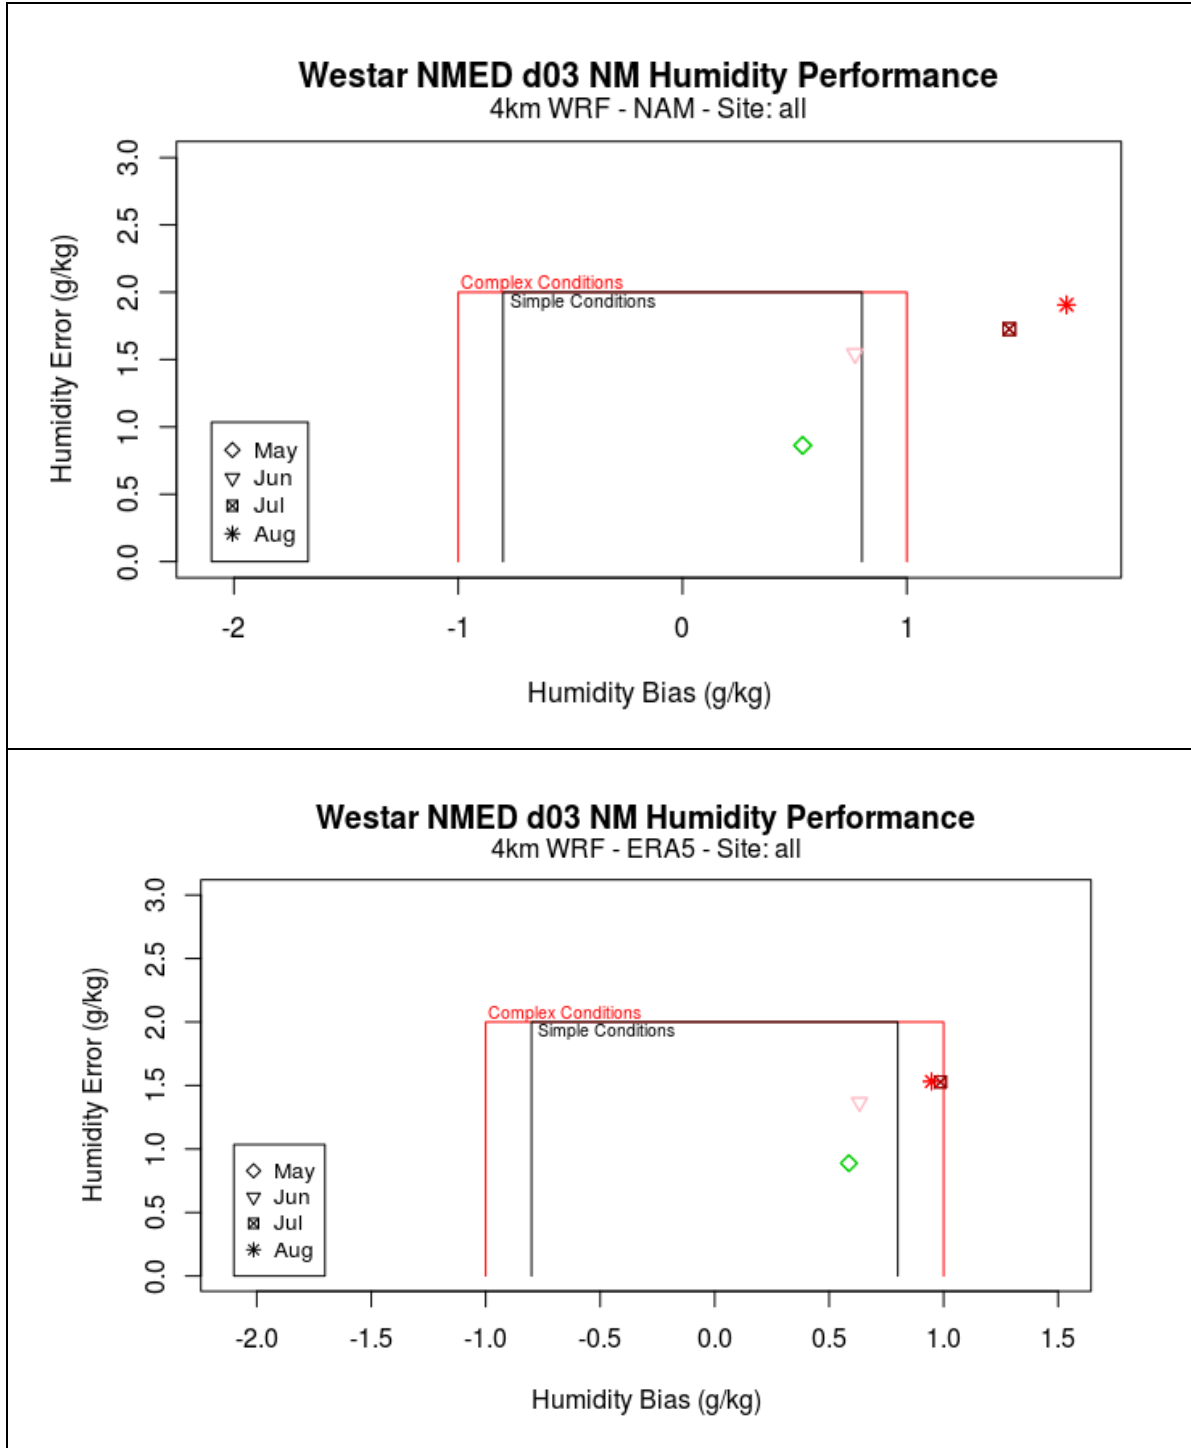 Westar NMED d03 NM Humidity Performance
4km WRF - NAM - Site: all
3.0
2.5
2.0
1.5
1.0
0.5
0.0
Humidity Error (g/kg)
Complex Conditions
Simple Conditions
May
Jun
Jul
Aug
-2 -1 0 1
Humidity Bias (g/kg)
Westar NMED d03 NM Humidity Performance
4km WRF - ERA5 - Site: all
3.0
2.5
2.0
1.5
1.0
0.5
0.0
Humidity Error (g/kg)
Complex Conditions
Simple Conditions
May
Jun
Jul
Aug
-2.0 -1.5 -1.0 -0.5 0.0 0.5 1.0 1.5
Humidity Bias (g/kg)